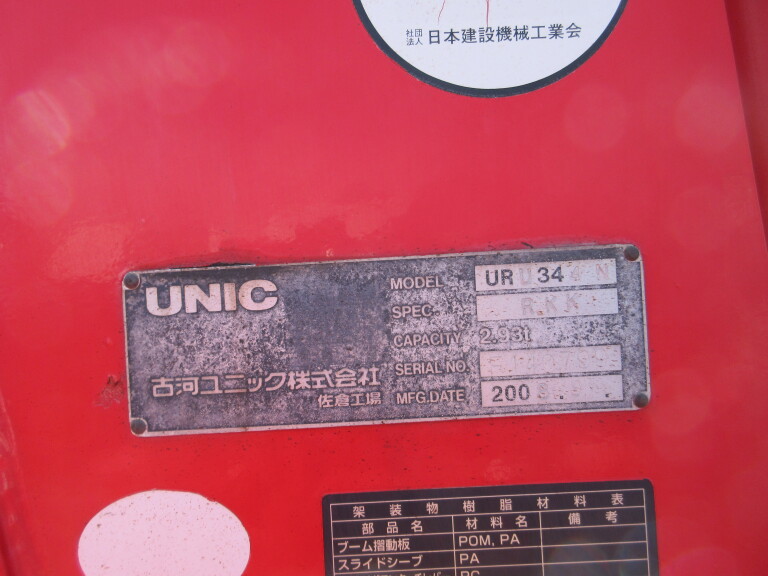 社団
法人 日本建設機械工業会
UNIC
MODEL URU344N
SPEC. RKK
CAPACITY 2.93t
SERIAL NO.
古河ユニック株式会社
佐倉工場
MFG.DATE 200
架装物樹脂材料表
部品名 材料名 備考
ブーム摺動板 POM, PA
スライドシーブ PA